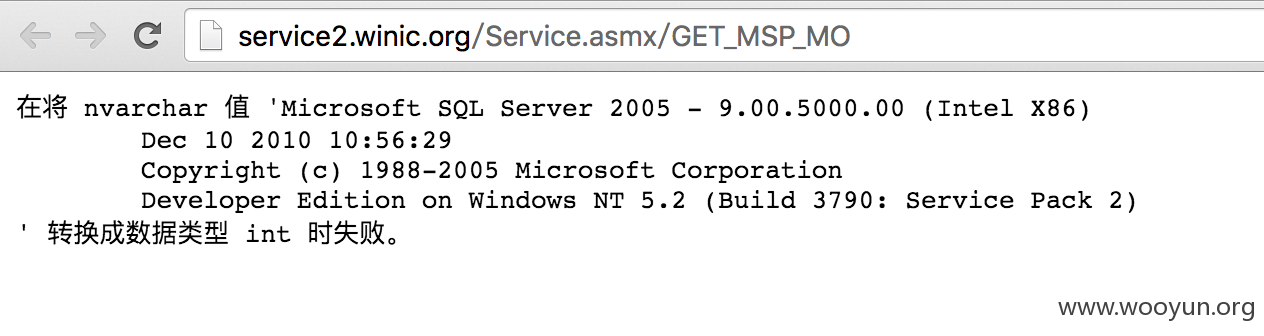 service2.winic.org/Service.asmx/GET_MSP_MO
在将 nvarchar 值 'Microsoft SQL Server 2005 - 9.00.5000.00 (Intel X86)
Dec 10 2010 10:56:29
Copyright (c) 1988-2005 Microsoft Corporation
Developer Edition on Windows NT 5.2 (Build 3790: Service Pack 2)
' 转换成数据类型 int 时失败。
www.wooyun.org